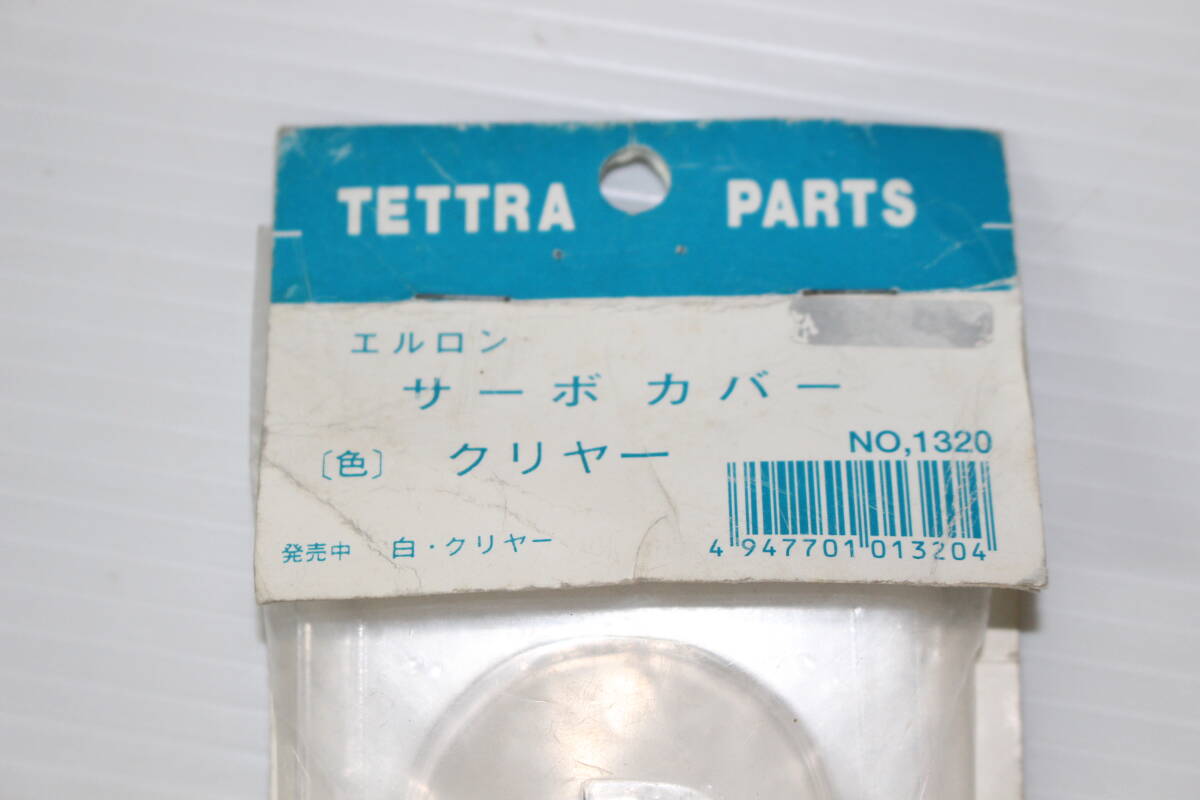 TETTRA PARTS
エルロン
サーボカバー
〔色〕 クリヤー
NO,1320
発売中 白・クリヤー
4 947701 013204